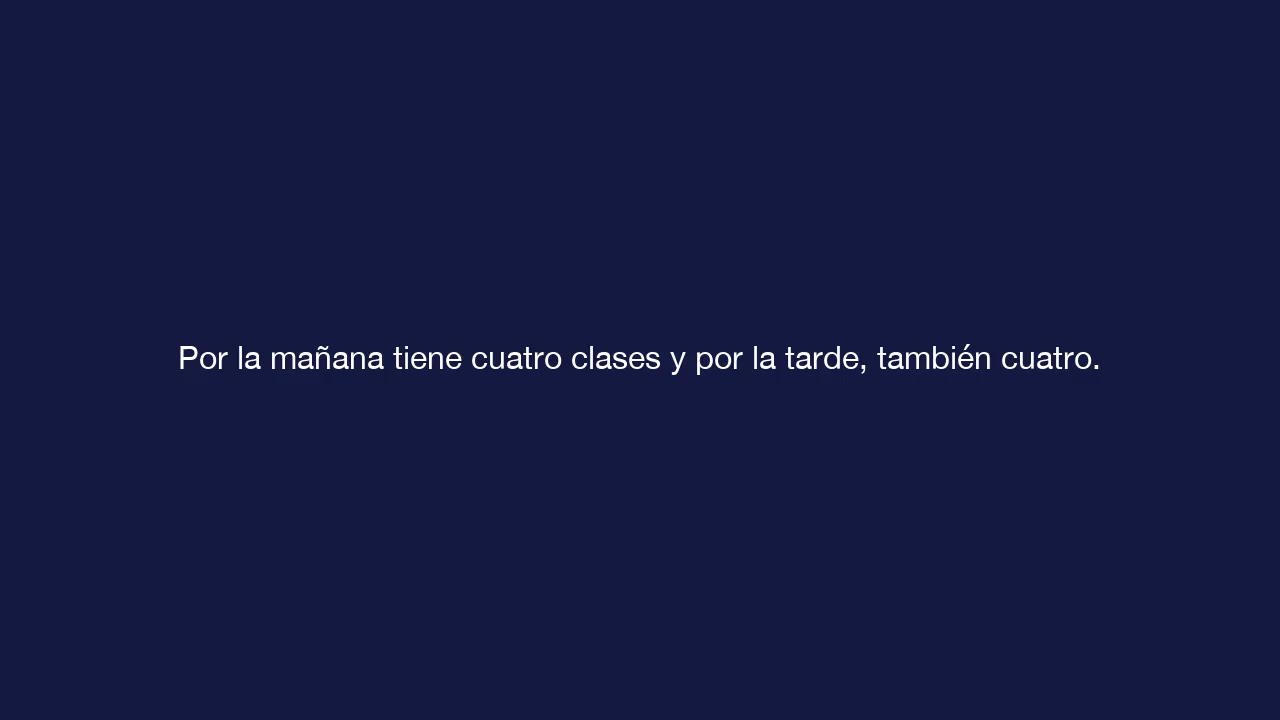 Por la mañana tiene cuatro clases y por la tarde, también cuatro.